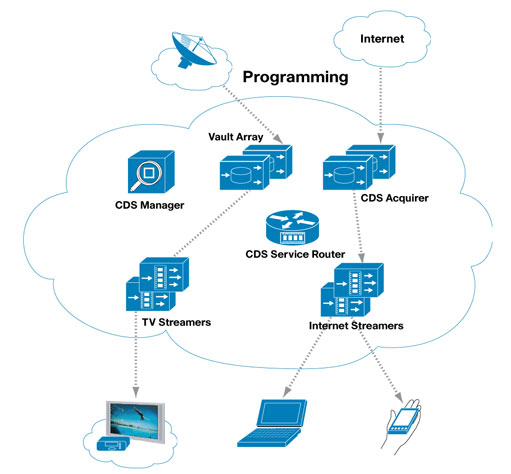 Internet
Programming
Vault Array
CDS Manager
CDS Acquirer
CDS Service Router
TV Streamers
Internet Streamers